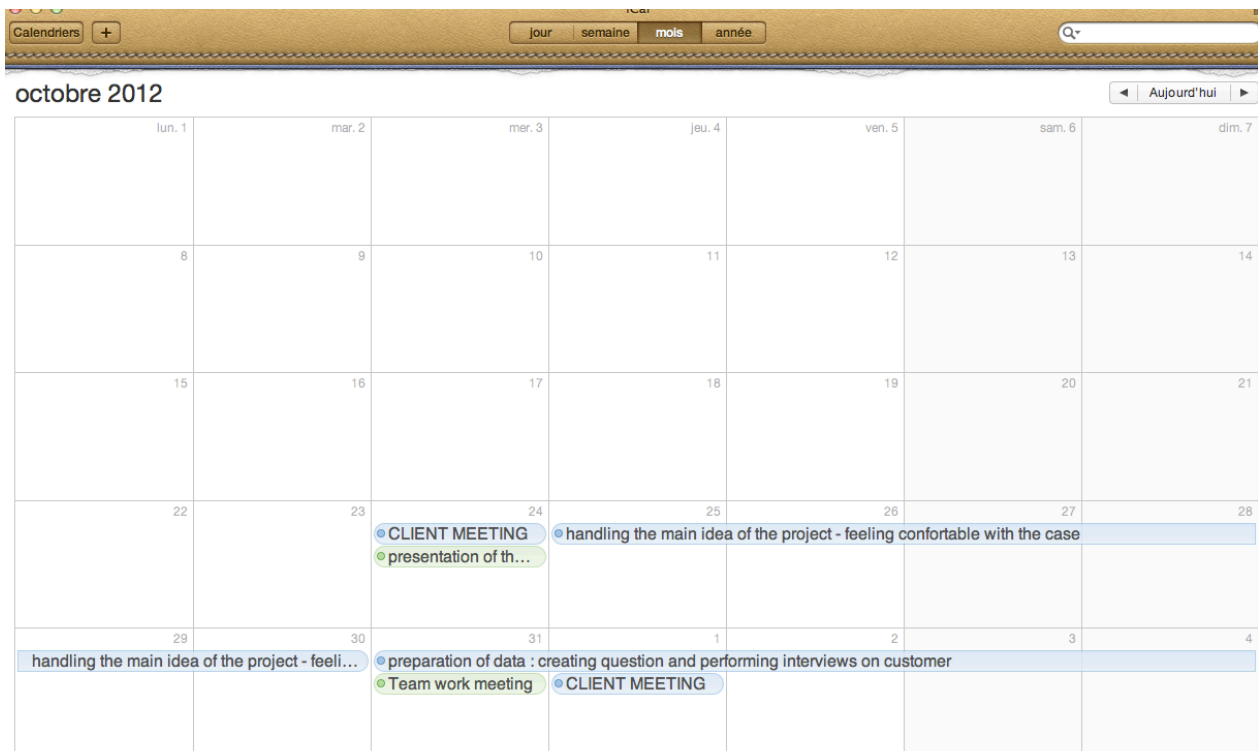 iCal
Calendriers + jour semaine mois année
octobre 2012 Aujourd'hui
lun. 1 mar. 2 mer. 3 jeu. 4 ven. 5 sam. 6 dim. 7
8 9 10 11 12 13 14
15 16 17 18 19 20 21
22 23 24 25 26 27 28
CLIENT MEETING handling the main idea of the project - feeling confortable with the case
presentation of th...
29 30 31 1 2 3 4
handling the main idea of the project - feeli... preparation of data : creating question and performing interviews on customer
Team work meeting CLIENT MEETING